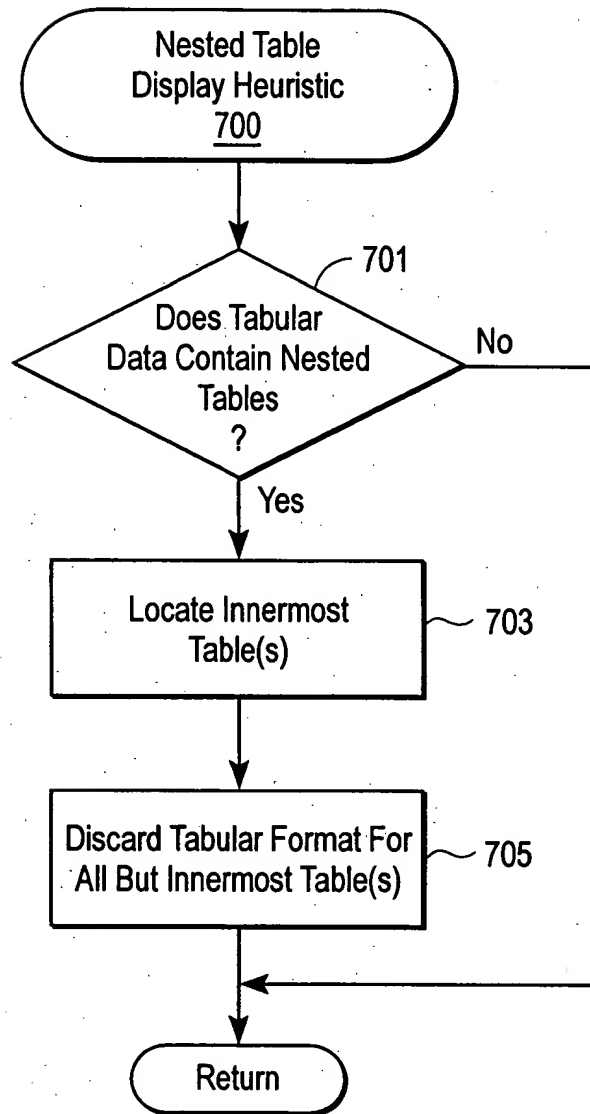 Nested Table
Display Heuristic
700
701
Does Tabular
Data Contain Nested
Tables
?
No
Yes
Locate Innermost
Table(s)
703
Discard Tabular Format For
All But Innermost Table(s)
705
Return